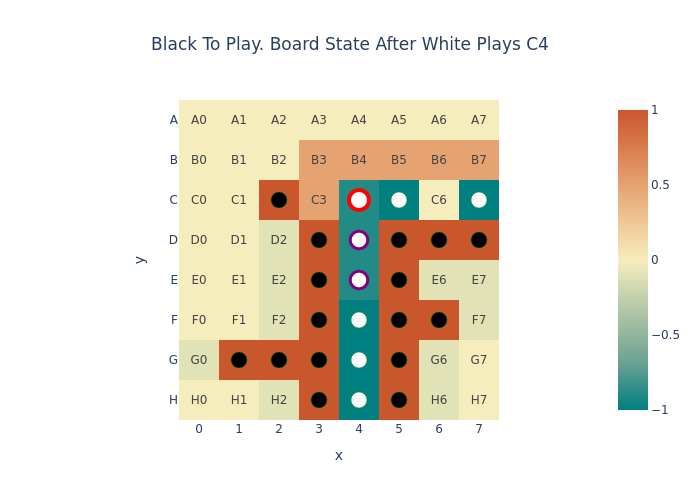 Black To Play. Board State After White Plays C4
A A0 A1 A2 A3 A4 A5 A6 A7
B B0 B1 B2 B3 B4 B5 B6 B7
C C0 C1 C3 C6
D D0 D1 D2
E E0 E1 E2 E6 E7
F F0 F1 F2 F7
G G0 G6 G7
H H0 H1 H2 H6 H7
0 1 2 3 4 5 6 7
x
y
1
0.5
0
−0.5
−1